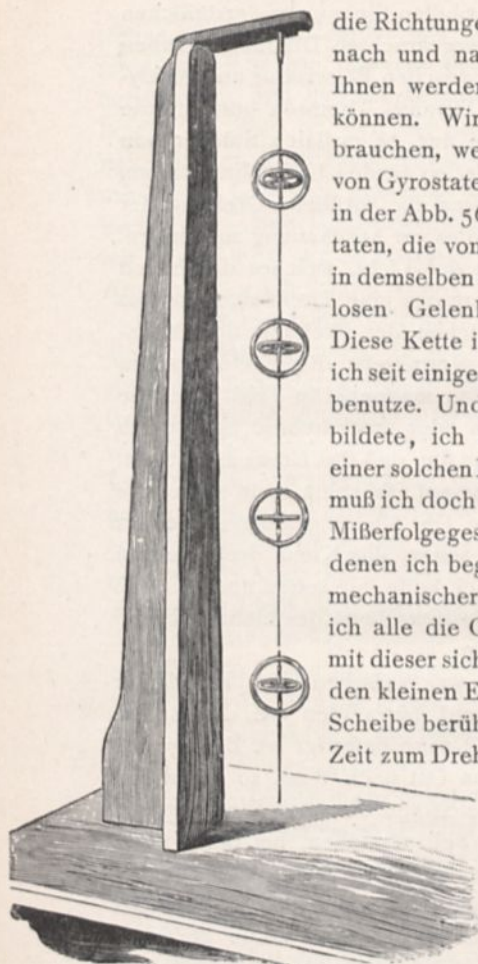 die Richtunge
nach und na
Ihnen werden
können. Wir
brauchen, we
von Gyrostate
in der Abb. 56
taten, die von
in demselben
losen Gelenk
Diese Kette i
ich seit einige
benutze. Und
bildete, ich
einer solchen
muß ich doch
Mißerfolgeges
denen ich beg
mechanischer
ich alle die G
mit dieser sich
den kleinen E
Scheibe berüh
Zeit zum Dreh